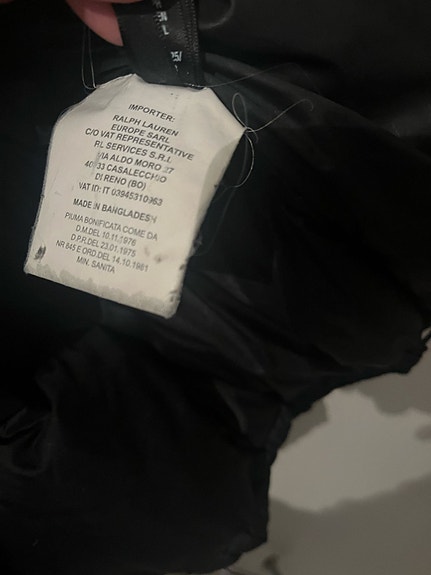 IMPORTER:
RALPH LAUREN
EUROPE SARL
C/O VAT REPRESENTATIVE
RL SERVICES S.R.L
VIA ALDO MORO 37
40033 CASALECCHIO
DI RENO (BO)
VAT ID: IT 03945310963
MADE IN BANGLADESH
PIUMA BONIFICATA COME DA
D.M.DEL 10.11.1976
D.P.R.DEL 23.01.1975
NR 845 E ORD.DEL 14.10.1981
MIN. SANITA